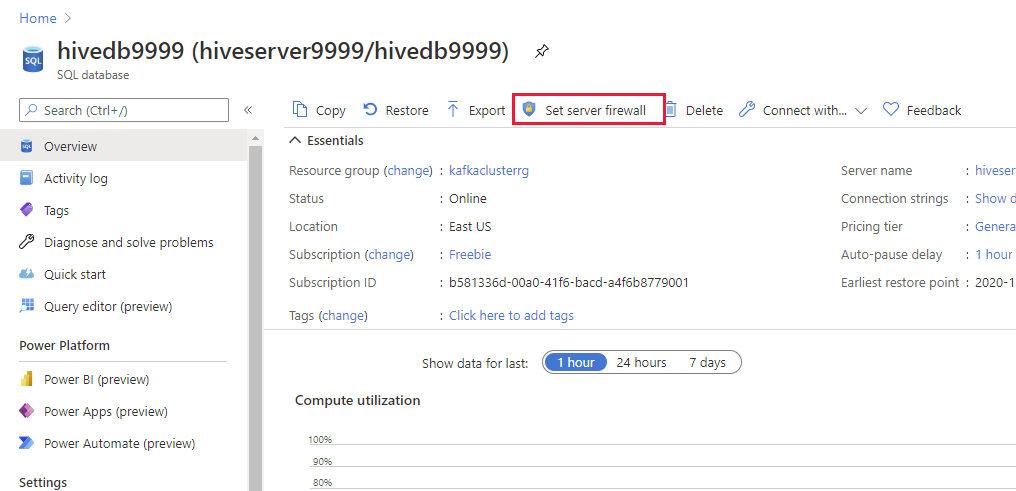 Home >
hivedb9999 (hiveserver9999/hivedb9999)
SQL
SQL database
Search (Ctrl+/)
«
Copy Restore Export Set server firewall Delete Connect with... Feedback
Essentials
Overview
Activity log
Tags
Diagnose and solve problems
Quick start
Query editor (preview)
Power Platform
Power BI (preview)
Power Apps (preview)
Power Automate (preview)
Settings
Resource group (change) : kafkaclusterrg
Status : Online
Location : East US
Subscription (change) : Freebie
Subscription ID : b581336d-00a0-41f6-bacd-a4f6b8779001
Tags (change) : Click here to add tags
Server name : hiveser
Connection strings : Show d
Pricing tier : Genera
Auto-pause delay : 1 hour
Earliest restore point : 2020-1
Show data for last: 1 hour 24 hours 7 days
Compute utilization
100%
90%
80%